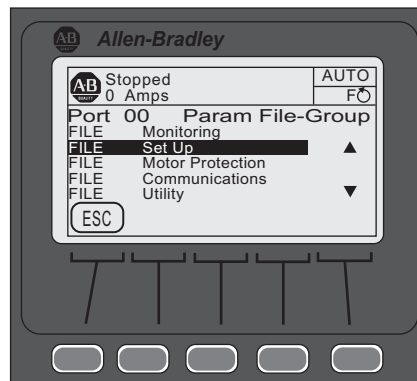 AB Allen-Bradley
AB Stopped AUTO
0 Amps F
Port 00 Param File-Group
FILE Monitoring
FILE Set Up
FILE Motor Protection
FILE Communications
FILE Utility
ESC